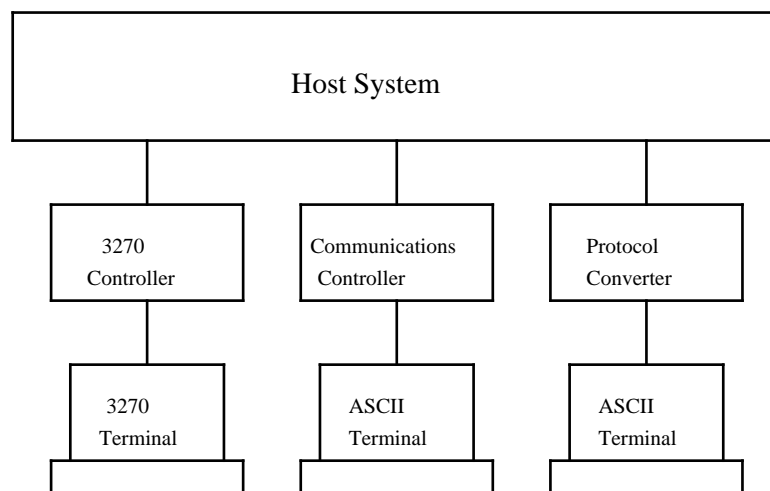 Host System
3270
Controller
Communications
Controller
Protocol
Converter
3270
Terminal
ASCII
Terminal
ASCII
Terminal